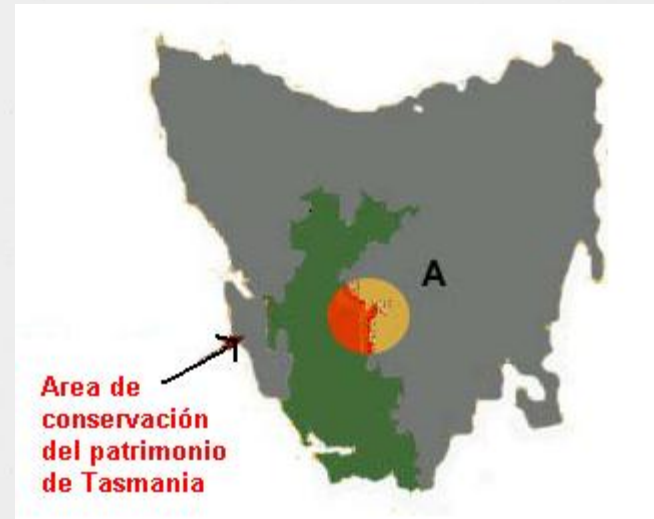 A
Area de
conservación
del patrimonio
de Tasmania